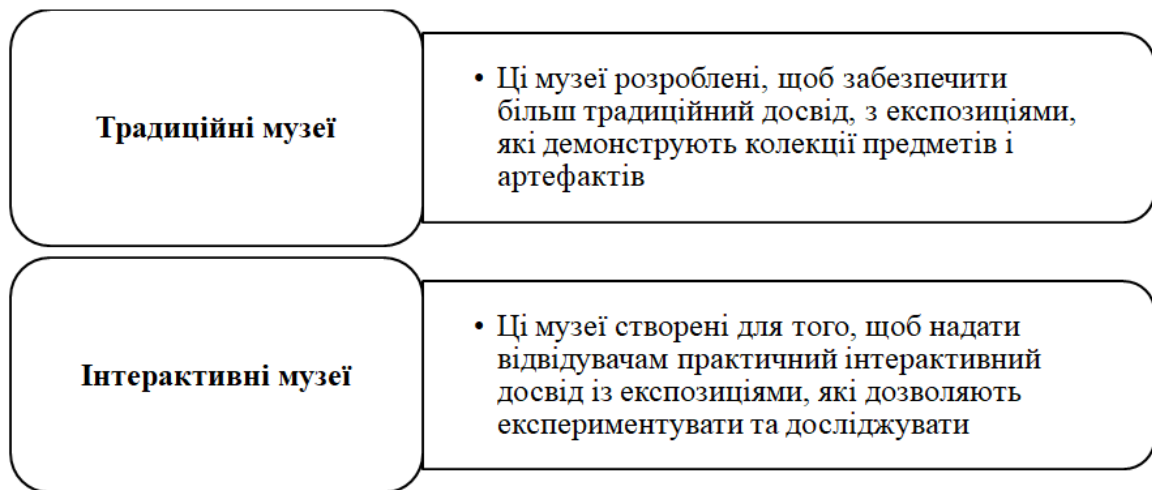 Традиційні музеї
• Ці музеї розроблені, щоб забезпечити
більш традиційний досвід, з експозиціями,
які демонструють колекції предметів і
артефактів
Інтерактивні музеї
• Ці музеї створені для того, щоб надати
відвідувачам практичний інтерактивний
досвід із експозиціями, які дозволяють
експериментувати та досліджувати